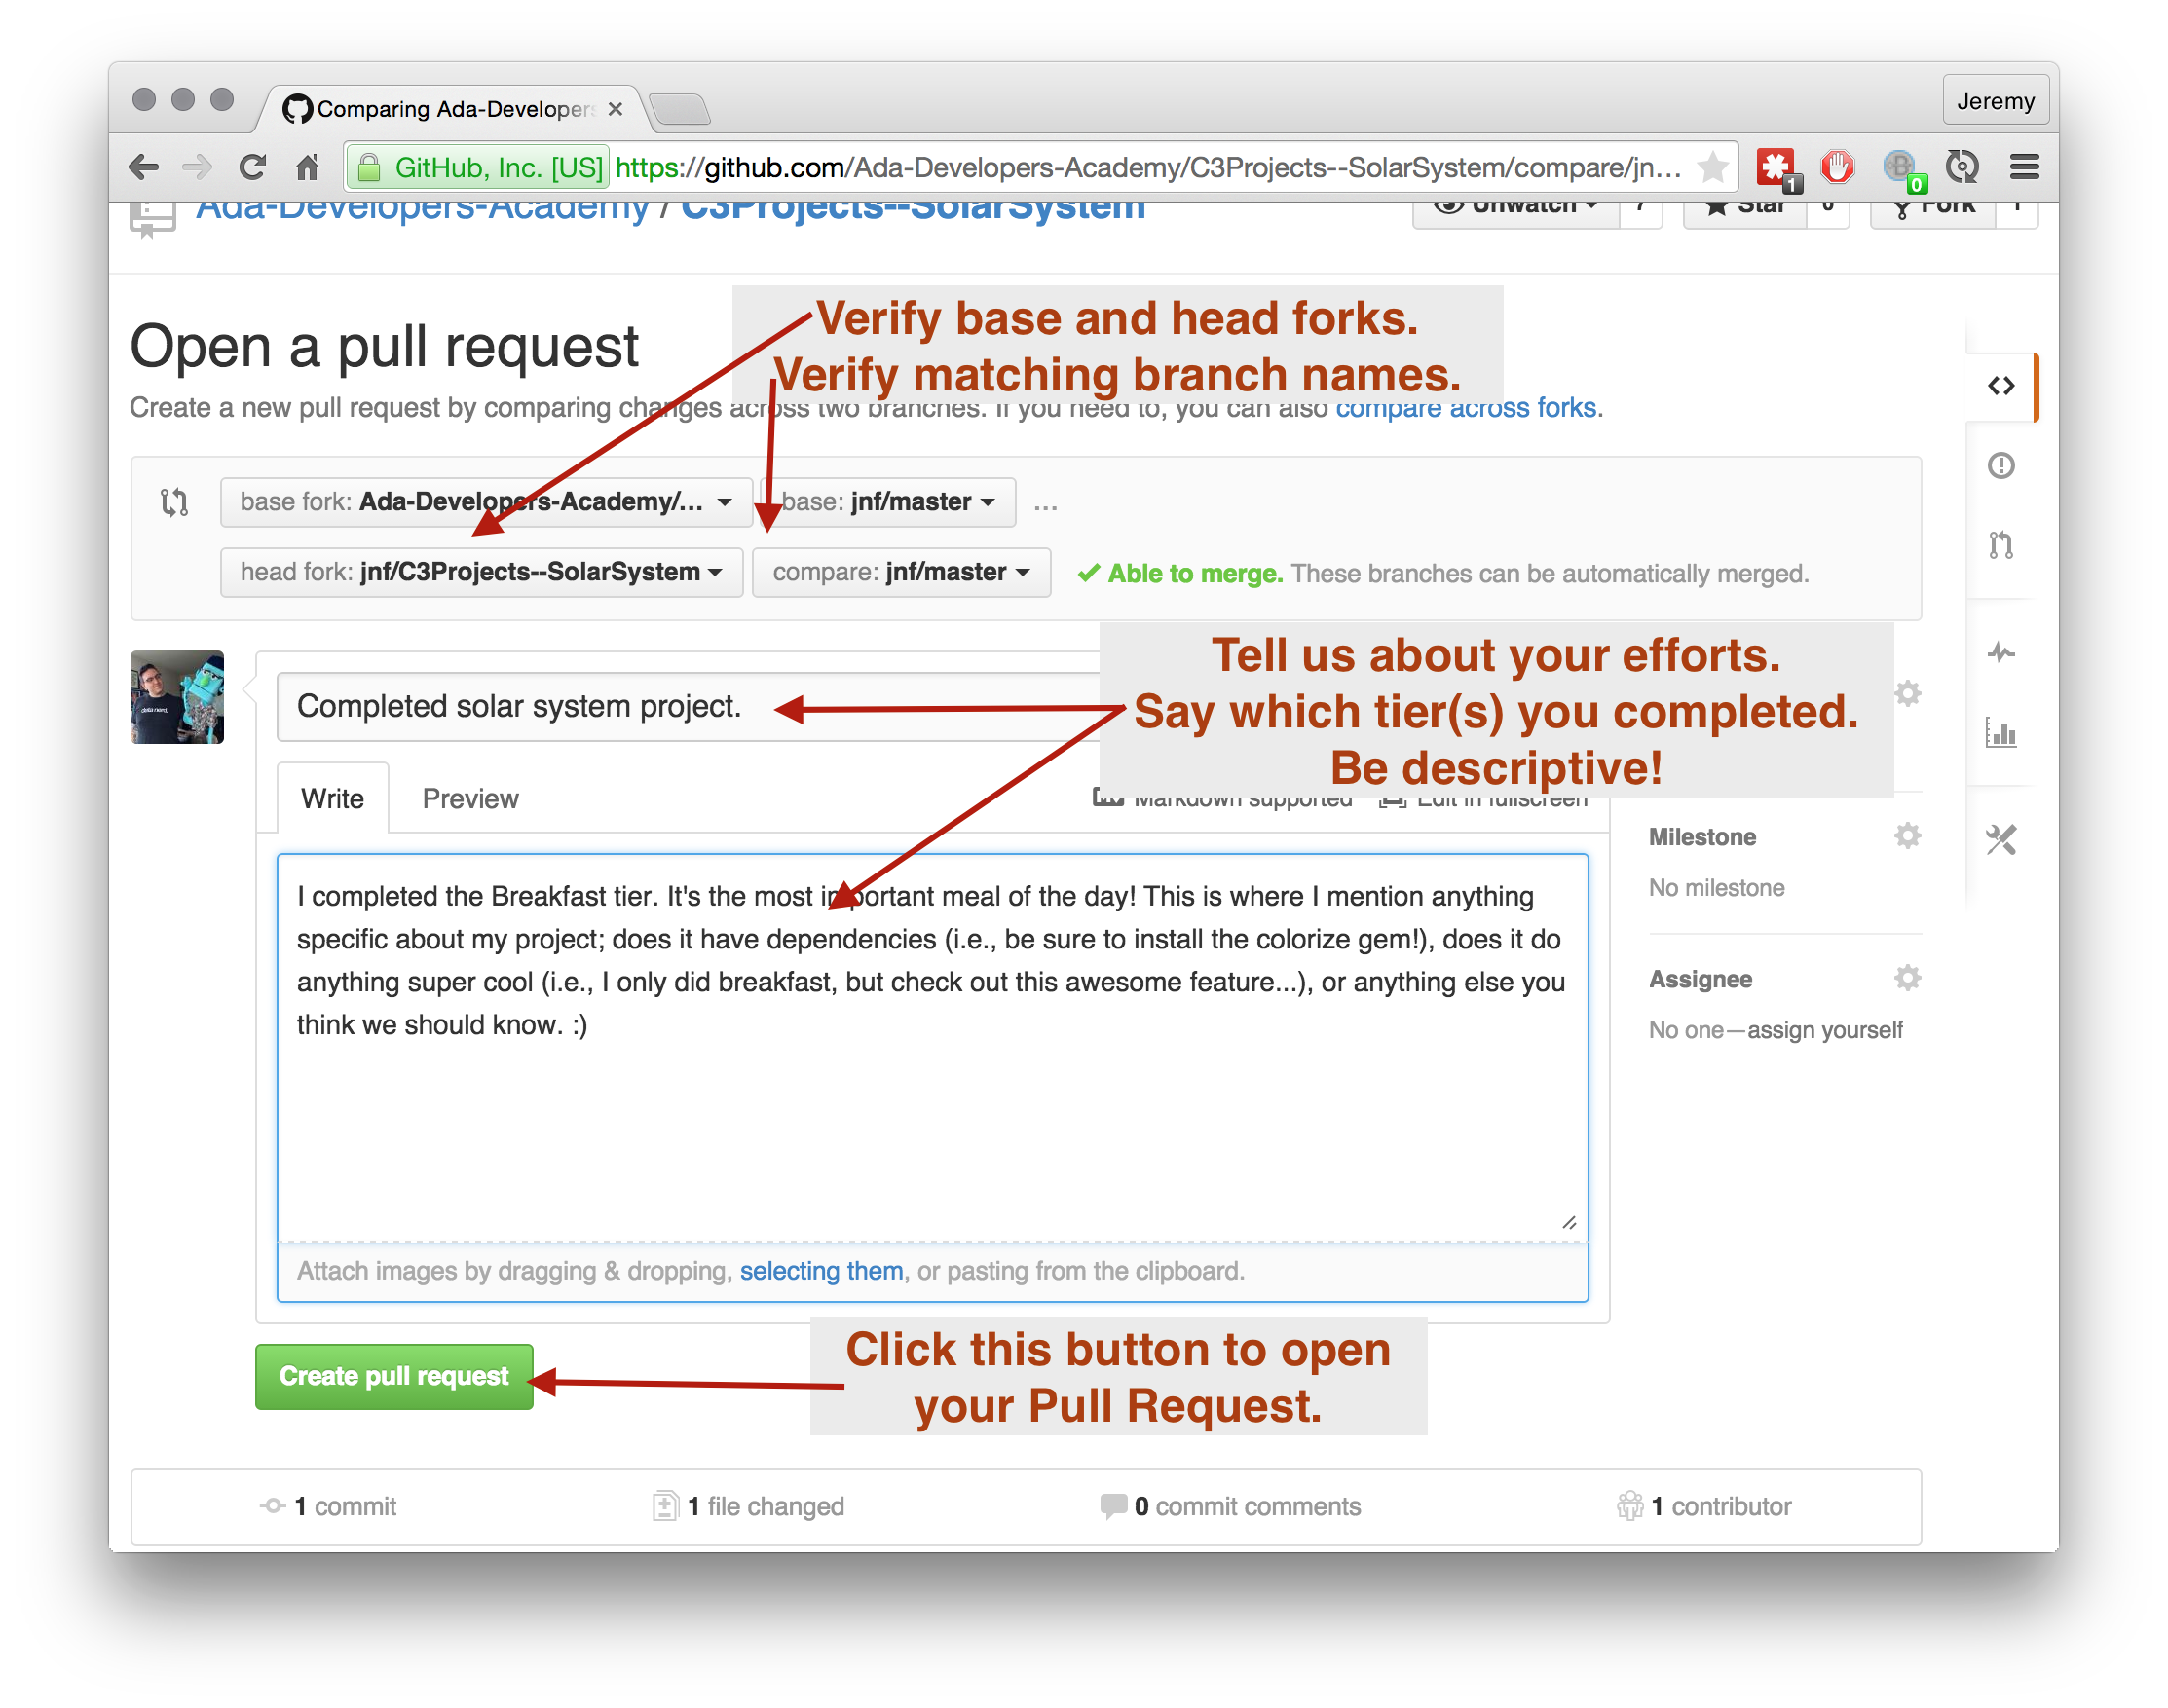 Comparing Ada-Developers
Jeremy
GitHub, Inc. [US] https://github.com/Ada-Developers-Academy/C3Projects--SolarSystem/compare/jn...
1
0
Ada-Developers-Academy / C3Projects--SolarSystem
Unwatch 7 Star 0 Fork 1
Verify base and head forks.
Verify matching branch names.
Open a pull request
Create a new pull request by comparing changes across two branches. If you need to, you can also compare across forks.
base fork: Ada-Developers-Academy/... base: jnf/master ...
head fork: jnf/C3Projects--SolarSystem compare: jnf/master Able to merge. These branches can be automatically merged.
Tell us about your efforts.
Say which tier(s) you completed.
Be descriptive!
data nerd.
Completed solar system project.
Write Preview Markdown supported Edit in fullscreen
I completed the Breakfast tier. It's the most important meal of the day! This is where I mention anything
specific about my project; does it have dependencies (i.e., be sure to install the colorize gem!), does it do
anything super cool (i.e., I only did breakfast, but check out this awesome feature...), or anything else you
think we should know. :)
Milestone
No milestone
Assignee
No one—assign yourself
Attach images by dragging & dropping, selecting them, or pasting from the clipboard.
Click this button to open
your Pull Request.
Create pull request
1 commit 1 file changed 0 commit comments 1 contributor